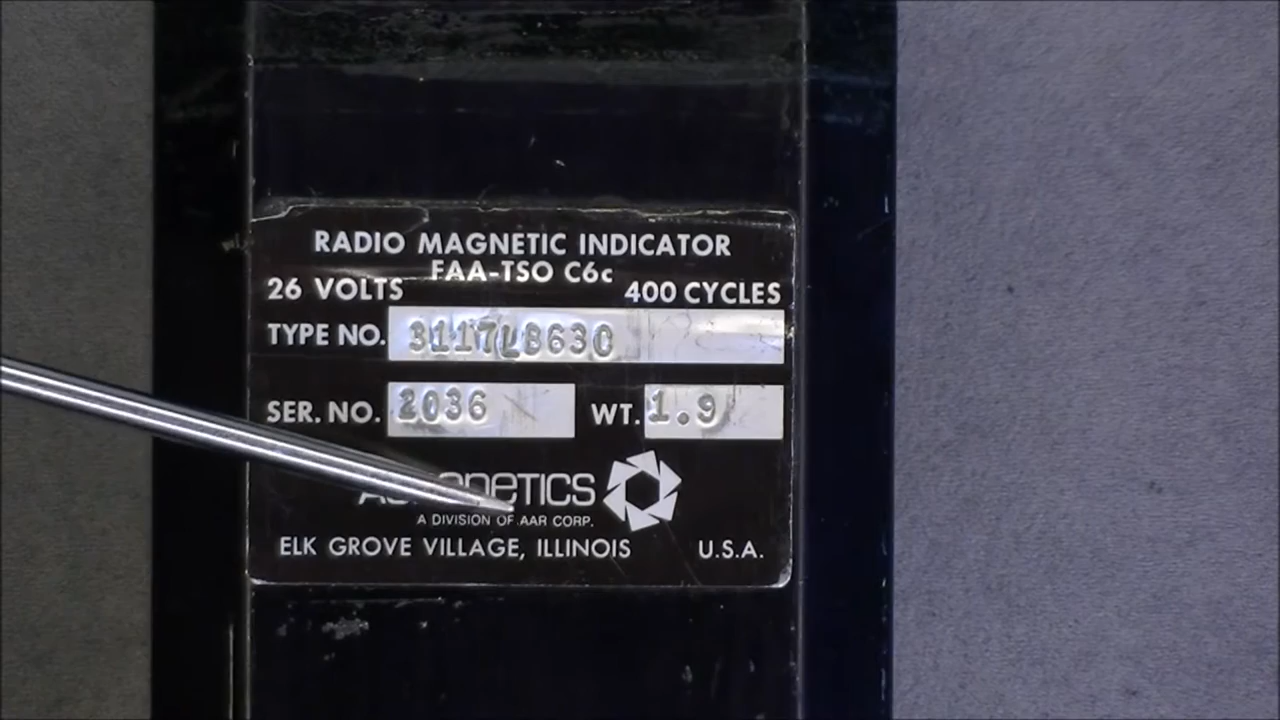 RADIO MAGNETIC INDICATOR
FAA-TSO C6c
26 VOLTS 400 CYCLES
TYPE NO. 3117LB630
SER. NO. 2036 WT. 1.9
A DIVISION OF AAR CORP.
ELK GROVE VILLAGE, ILLINOIS U.S.A.